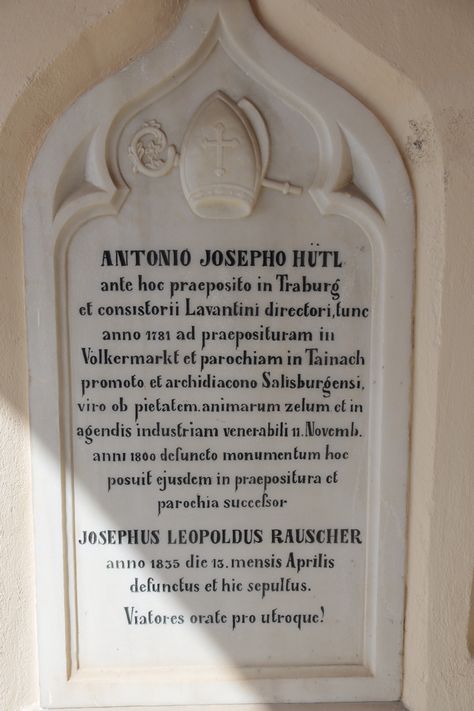 ANTONIO JOSEPHO HÜTL
ante hoc praeposito in Traburg
et consistorii Lavantini directori, tunc
anno 1781 ad praeposituram in
Völkermarkt et parochiam in Tainach
promoto et archidiacono Salisburgensi,
viro ob pietatem. animarum zelum et in
agendis industriam venerabili 11. Novemb.
anni 1800 defuncto monumentum hoc
posuit ejusdem in praepositura et
parochia succeſsor
JOSEPHUS LEOPOLDUS RAUSCHER
anno 1835 die 13. mensis Aprilis
defunctus et hic sepultus.
Viatores orate pro utroque!